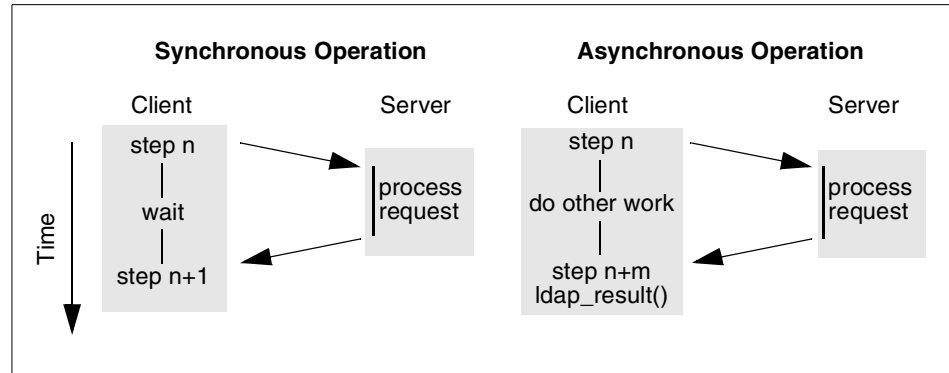 Synchronous Operation
Client
Server
step n
wait
step n+1
process
request
Asynchronous Operation
Client
Server
step n
do other work
step n+m
ldap_result()
process
request
Time